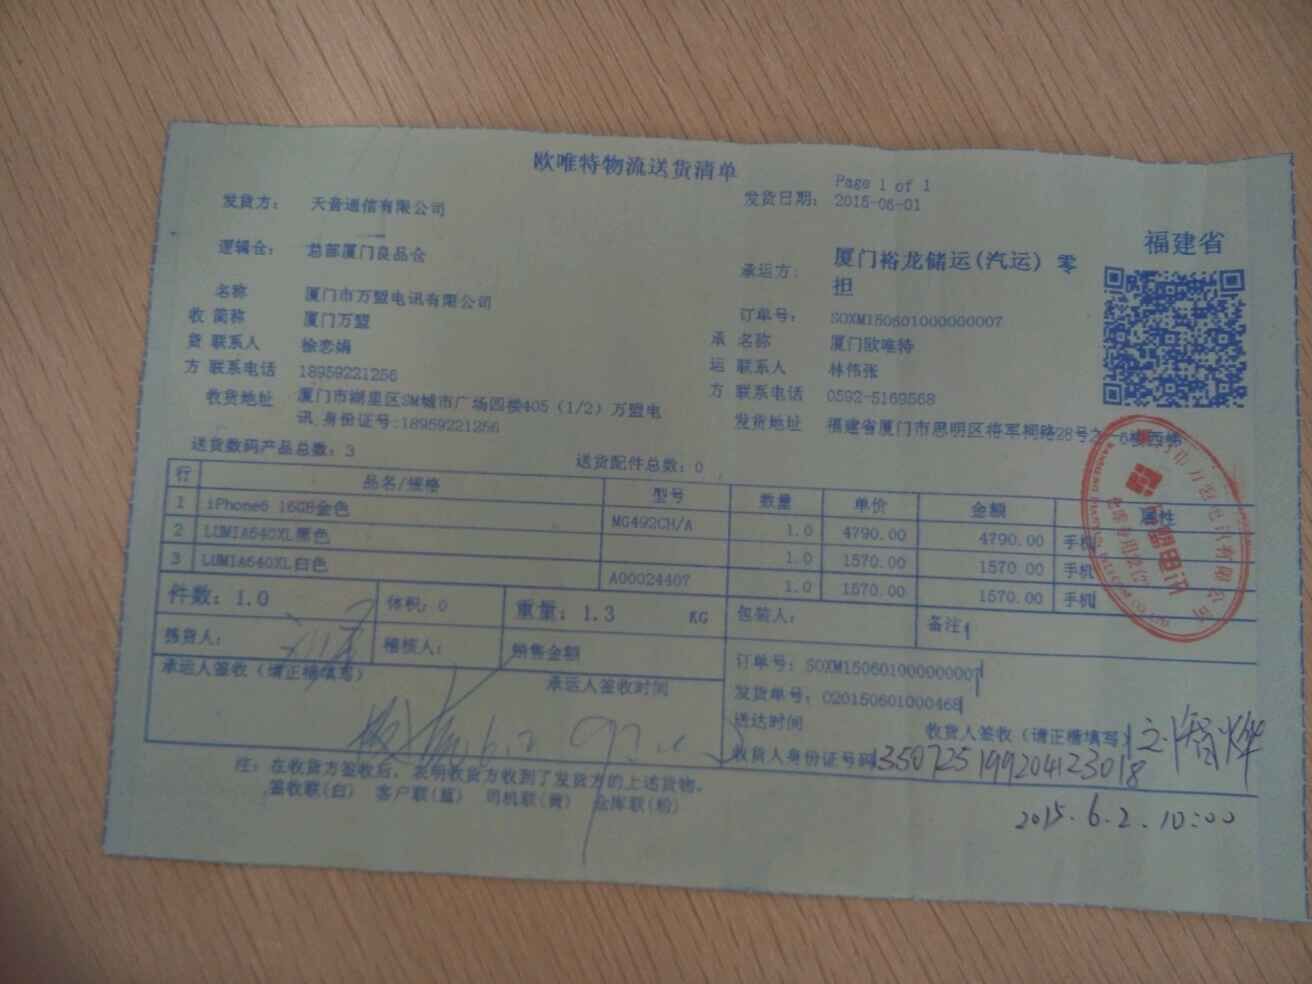 欧唯特物流送货清单
Page 1 of 1
发货方： 天音通信有限公司
发货日期： 2015-06-01
福建省
逻辑仓： 总部厦门良品仓
承运方： 厦门裕龙储运(汽运) 零担
名称 厦门市万盟电讯有限公司
订单号： SOXM150601000000007
收 简称 厦门万盟
承 名称 厦门欧唯特
货 联系人 徐恋娟
运 联系人 林伟张
方 联系电话 18959221256
方 联系电话 0592-5169568
收货地址 厦门市湖里区SM城市广场四楼405（1/2）万盟电
讯 身份证号:18959221256
发货地址 福建省厦门市思明区将军祠路28号
送货数码产品总数：3
送货配件总数：0
行 品名/规格 型号 数量 单价 金额 属性
1 iPhone6 16GB金色 MG492CH/A 1.0 4790.00 4790.00 手机
2 LUMIA640XL黑色 1.0 1570.00 1570.00 手机
3 LUMIA640XL白色 A00024407 1.0 1570.00 1570.00 手机
件数：1.0 体积：0 重量：1.3 KG 包装人： 备注
拣货人： 稽核人： 销售金额
订单号：SOXM150601000000007
承运人签收（请正楷填写） 承运人签收时间
发货单号：O20150601000468
送达时间
收货人签收（请正楷填写）
收货人身份证号码 350725199204123018
2015.6.2.10:00
注：在收货方签收后，表明收货方收到了发货方的上述货物。
签收联(白) 客户联(蓝) 司机联(黄) 仓库联(粉)